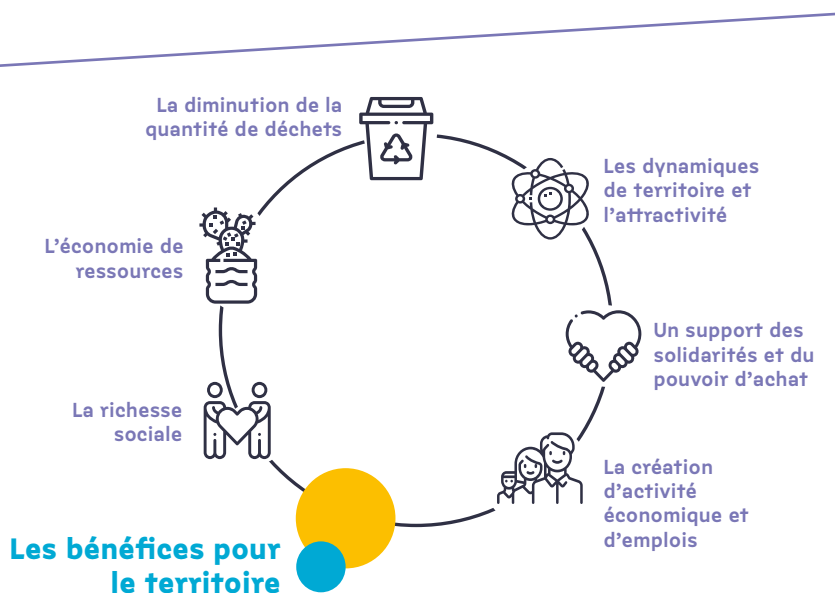 La diminution de la
quantité de déchets
Les dynamiques
de territoire et
l'attractivité
L'économie de
ressources
Un support des
solidarités et du
pouvoir d'achat
La richesse
sociale
La création
d'activité
économique et
d'emplois
Les bénéfices pour
le territoire